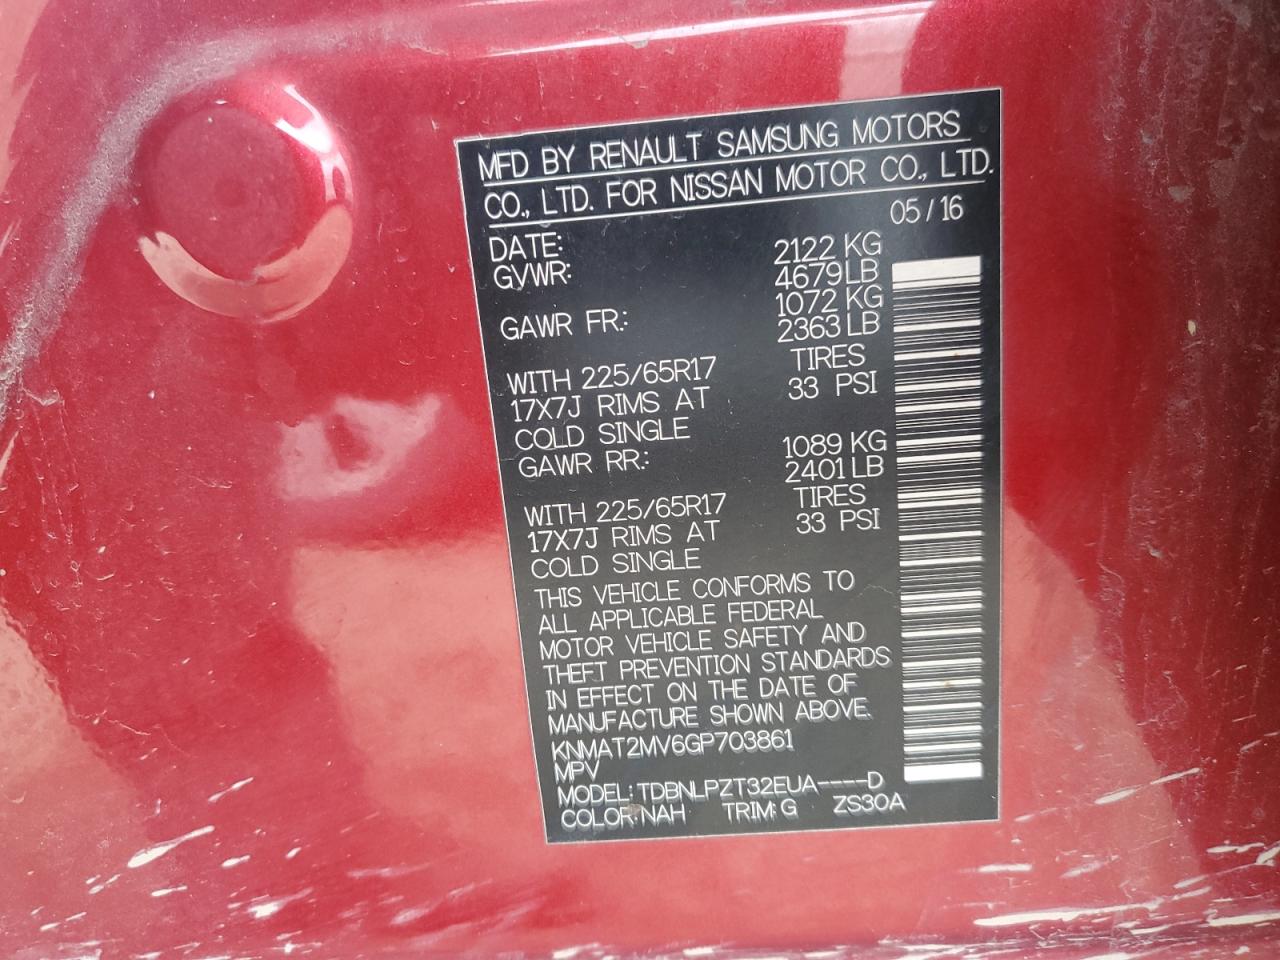 MFD BY RENAULT SAMSUNG MOTORS
CO., LTD. FOR NISSAN MOTOR CO., LTD.
DATE: 05/16
GVWR: 2122 KG
4679 LB
GAWR FR.: 1072 KG
2363 LB
WITH 225/65R17 TIRES
17X7J RIMS AT 33 PSI
COLD SINGLE
GAWR RR.: 1089 KG
2401 LB
WITH 225/65R17 TIRES
17X7J RIMS AT 33 PSI
COLD SINGLE
THIS VEHICLE CONFORMS TO
ALL APPLICABLE FEDERAL
MOTOR VEHICLE SAFETY AND
THEFT PREVENTION STANDARDS
IN EFFECT ON THE DATE OF
MANUFACTURE SHOWN ABOVE.
KNMAT2MV6GP703861
MPV
MODEL: TDBNLPZT32EUA----D
COLOR: NAH TRIM: G ZS30A